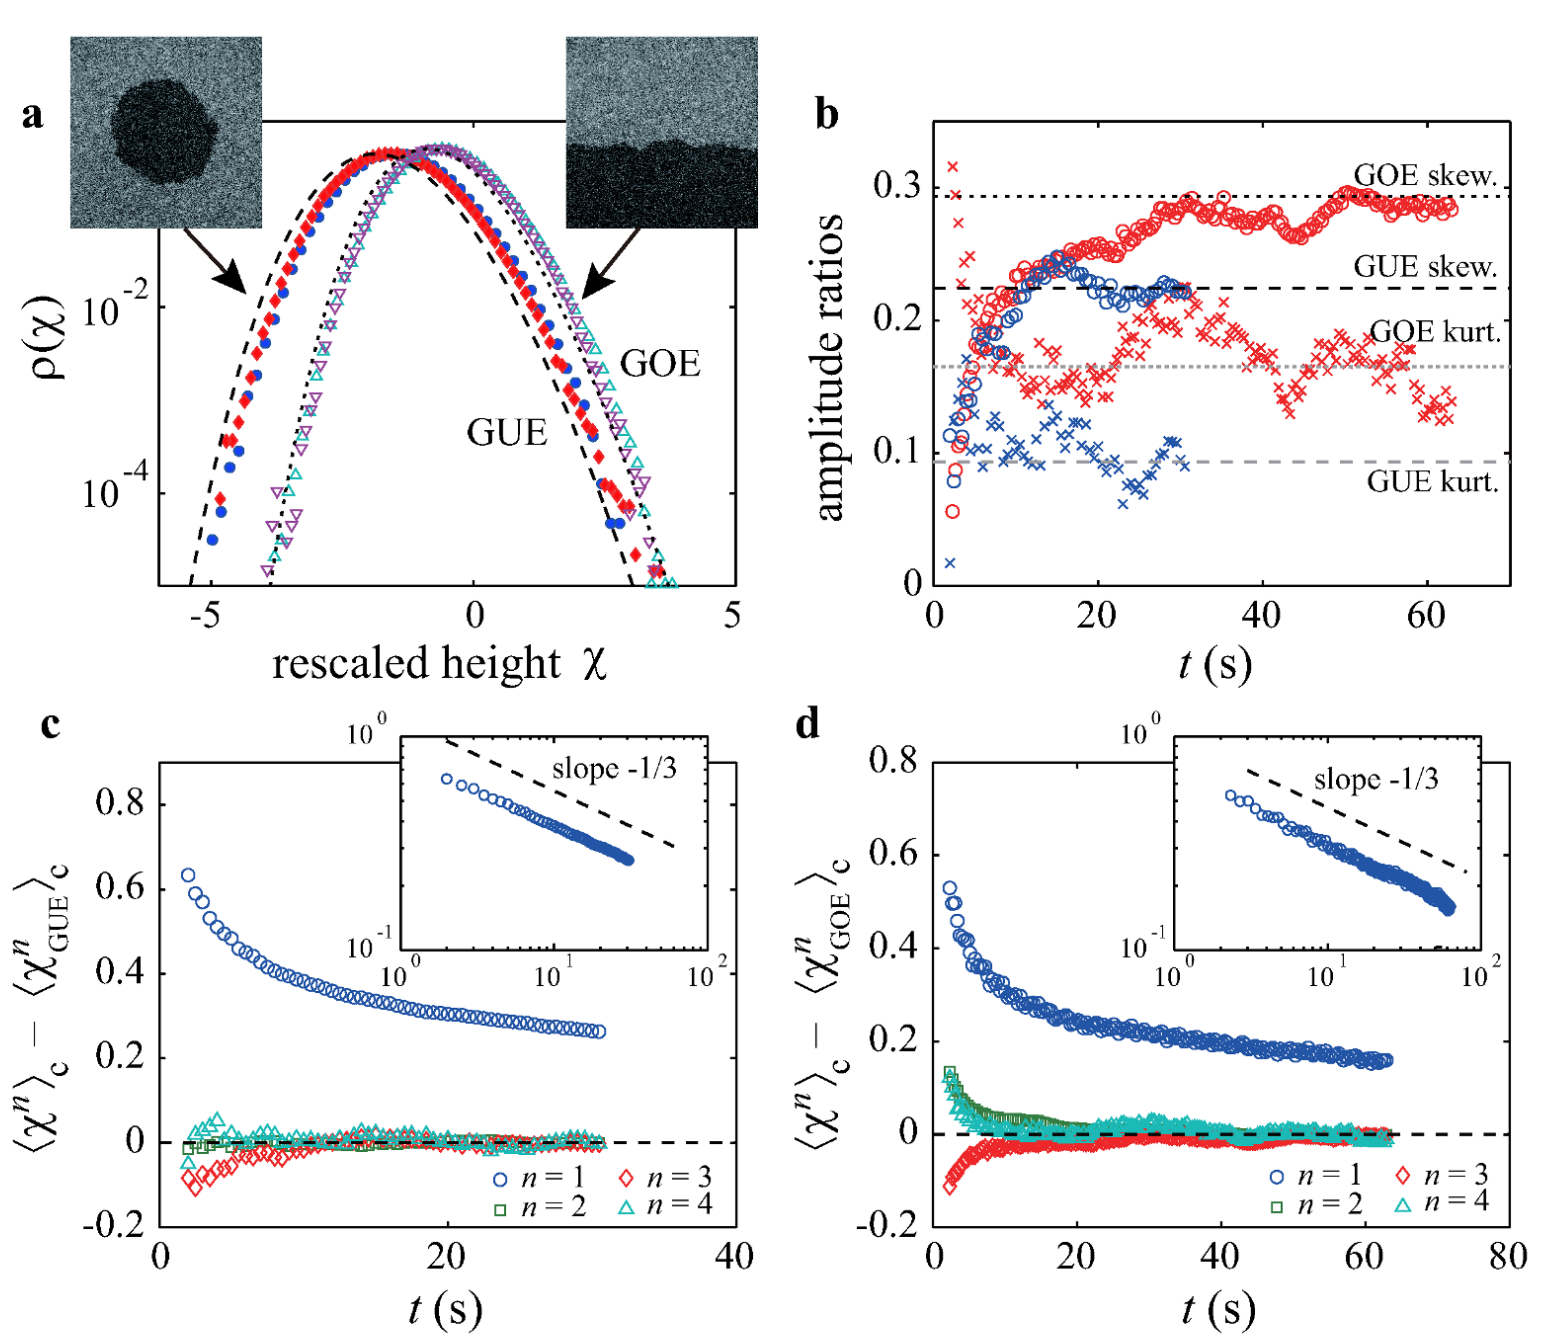 a
ρ(χ)
10⁻²
10⁻⁴
GOE
GUE
-5
0
5
rescaled height χ
b
amplitude ratios
0.3
0.2
0.1
0
GOE skew.
GUE skew.
GOE kurt.
GUE kurt.
0
20
40
60
t (s)
c
⟨χⁿ⟩c − ⟨χⁿGUE⟩c
0.8
0.6
0.4
0.2
0
-0.2
10⁰
10⁻¹
slope -1/3
10⁰
10¹
10²
n = 1
n = 3
n = 2
n = 4
0
20
40
t (s)
d
⟨χⁿ⟩c − ⟨χⁿGOE⟩c
0.8
0.6
0.4
0.2
0
-0.2
10⁰
10⁻¹
slope -1/3
10⁰
10¹
10²
n = 1
n = 3
n = 2
n = 4
0
20
40
60
80
t (s)